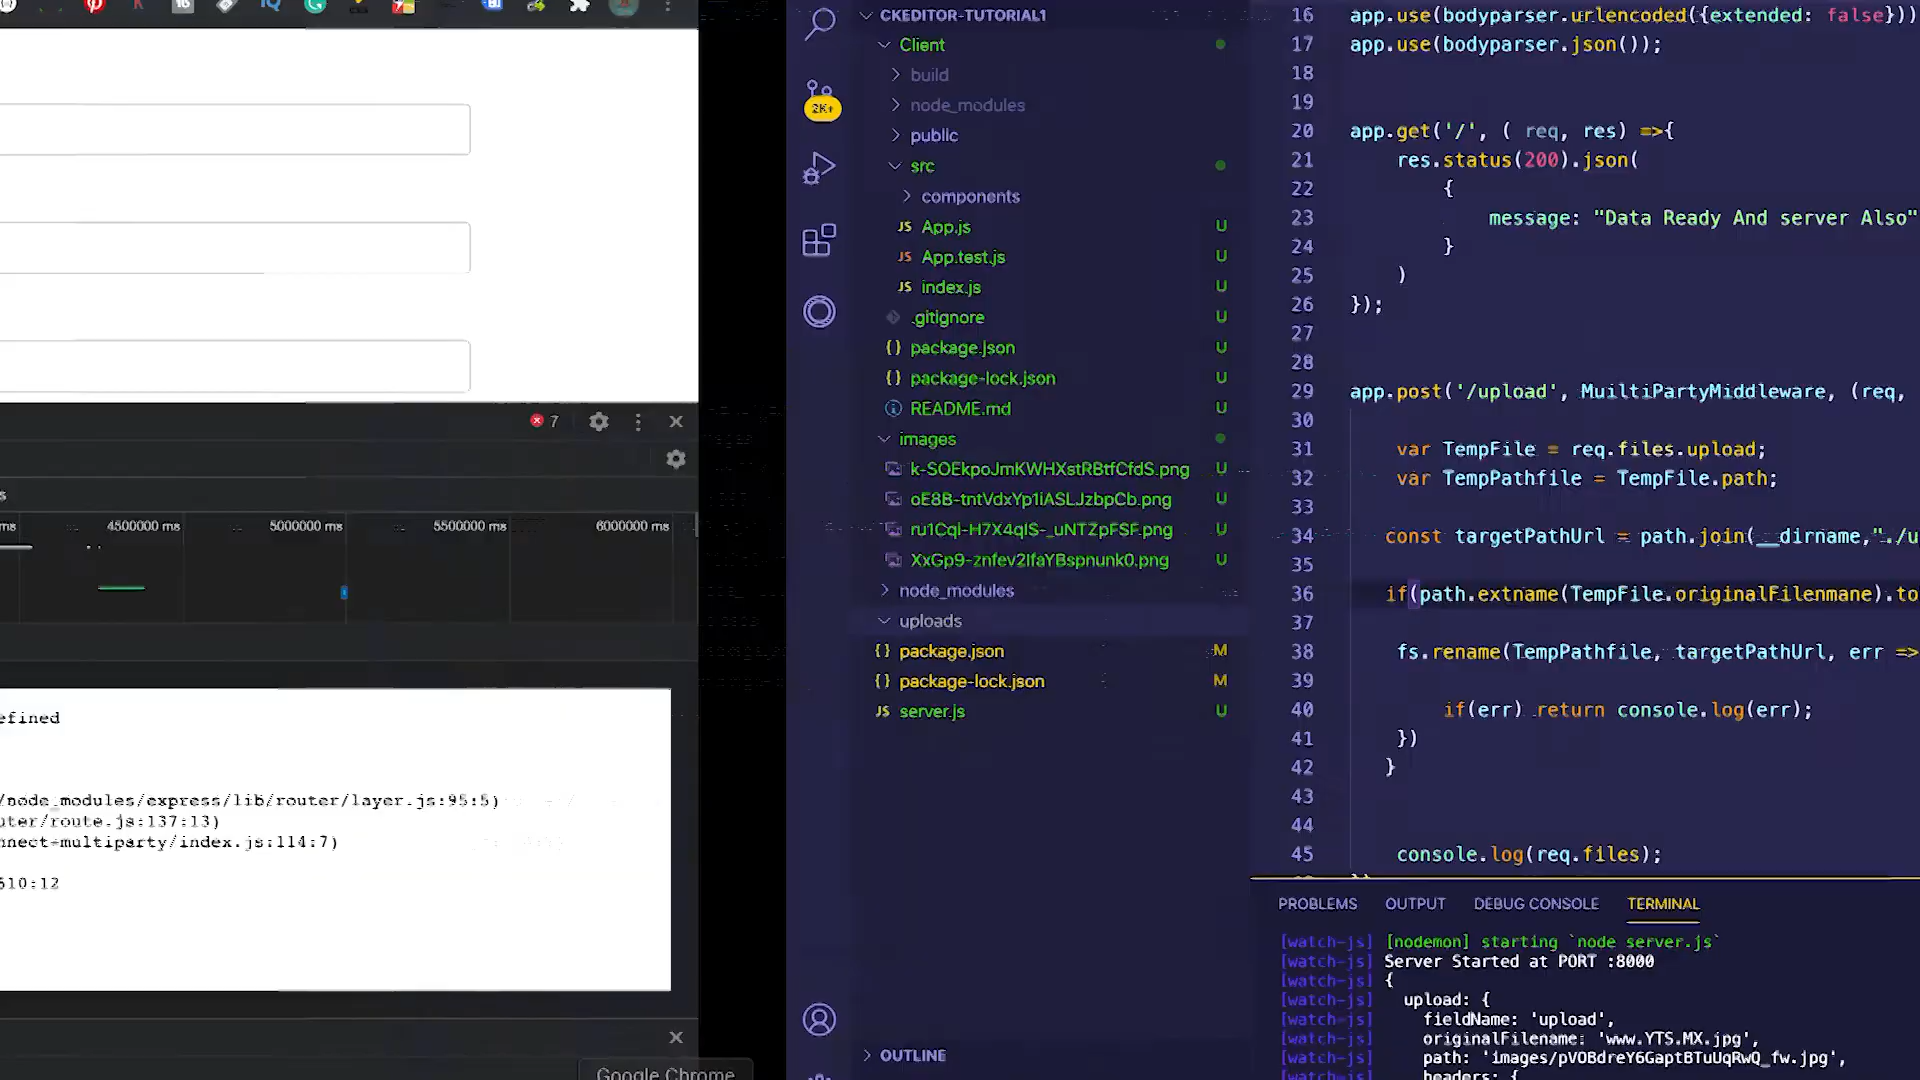 7
s
ms
4500000 ms
5000000 ms
5500000 ms
6000000 ms
efined
/node_modules/express/lib/router/layer.js:95:5)
uter/route.js:137:13)
nnect-multiparty/index.js:114:7)
510:12
Google Chrome
2K+
CKEDITOR-TUTORIAL1
Client
build
node_modules
public
src
components
JS App.js U
JS App.test.js U
JS index.js U
.gitignore U
{} package.json U
{} package-lock.json U
README.md U
images
k-SOEkpoJmKWHXstRBtfCfdS.png U
oE8B-tntVdxYp1iASLJzbpCb.png U
ru1Cqi-H7X4qIS-_uNTZpFSF.png U
XxGp9-znfev2IfaYBspnunk0.png U
node_modules
uploads
{} package.json M
{} package-lock.json M
JS server.js U
OUTLINE
16 app.use(bodyparser.urlencoded({extended: false}))
17 app.use(bodyparser.json());
18
19
20 app.get('/', ( req, res) =>{
21 res.status(200).json(
22 {
23 message: "Data Ready And server Also"
24 }
25 )
26 });
27
28
29 app.post('/upload', MuiltiPartyMiddleware, (req,
30
31 var TempFile = req.files.upload;
32 var TempPathfile = TempFile.path;
33
34 const targetPathUrl = path.join(__dirname,"./u
35
36 if(path.extname(TempFile.originalFilenmane).to
37
38 fs.rename(TempPathfile, targetPathUrl, err =>
39
40 if(err) return console.log(err);
41 })
42 }
43
44
45 console.log(req.files);
PROBLEMS OUTPUT DEBUG CONSOLE TERMINAL
[watch-js] [nodemon] starting `node server.js`
[watch-js] Server Started at PORT :8000
[watch-js] {
[watch-js] upload: {
[watch-js] fieldName: 'upload',
[watch-js] originalFilename: 'www.YTS.MX.jpg',
[watch-js] path: 'images/pVOBdreY6GaptBTuUqRwQ_fw.jpg',
[watch-js] headers: {